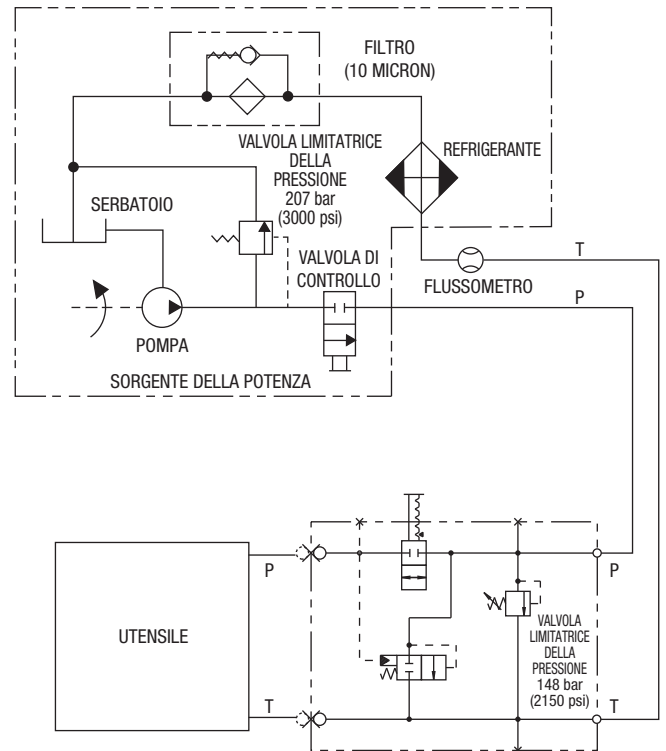 FILTRO
(10 MICRON)
VALVOLA LIMITATRICE
DELLA
PRESSIONE
207 bar
(3000 psi)
REFRIGERANTE
SERBATOIO
VALVOLA DI
CONTROLLO
FLUSSOMETRO
T
P
POMPA
SORGENTE DELLA POTENZA
UTENSILE
P
T
P
VALVOLA
LIMITATRICE
DELLA
PRESSIONE
148 bar
(2150 psi)
T